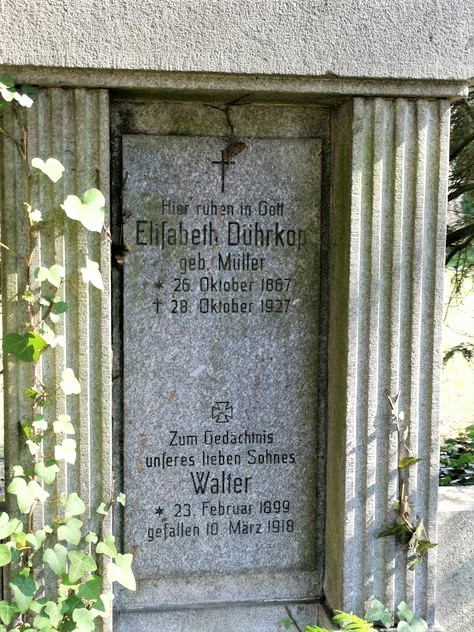 Hier ruhen in Gott
Eliſabeth Dührkop
geb. Müller
* 26. Oktober 1867
† 28. Oktober 1927
Zum Gedächtnis
unſeres lieben Sohnes
Walter
* 23. Februar 1899
gefallen 10. März 1918